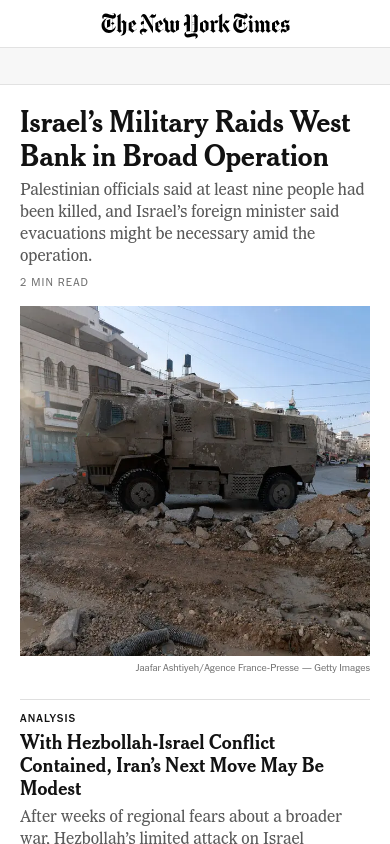 The New York Times
Israel’s Military Raids West
Bank in Broad Operation
Palestinian officials said at least nine people had
been killed, and Israel’s foreign minister said
evacuations might be necessary amid the
operation.
2 MIN READ
Jaafar Ashtiyeh/Agence France-Presse — Getty Images
ANALYSIS
With Hezbollah-Israel Conflict
Contained, Iran’s Next Move May Be
Modest
After weeks of regional fears about a broader
war, Hezbollah’s limited attack on Israel